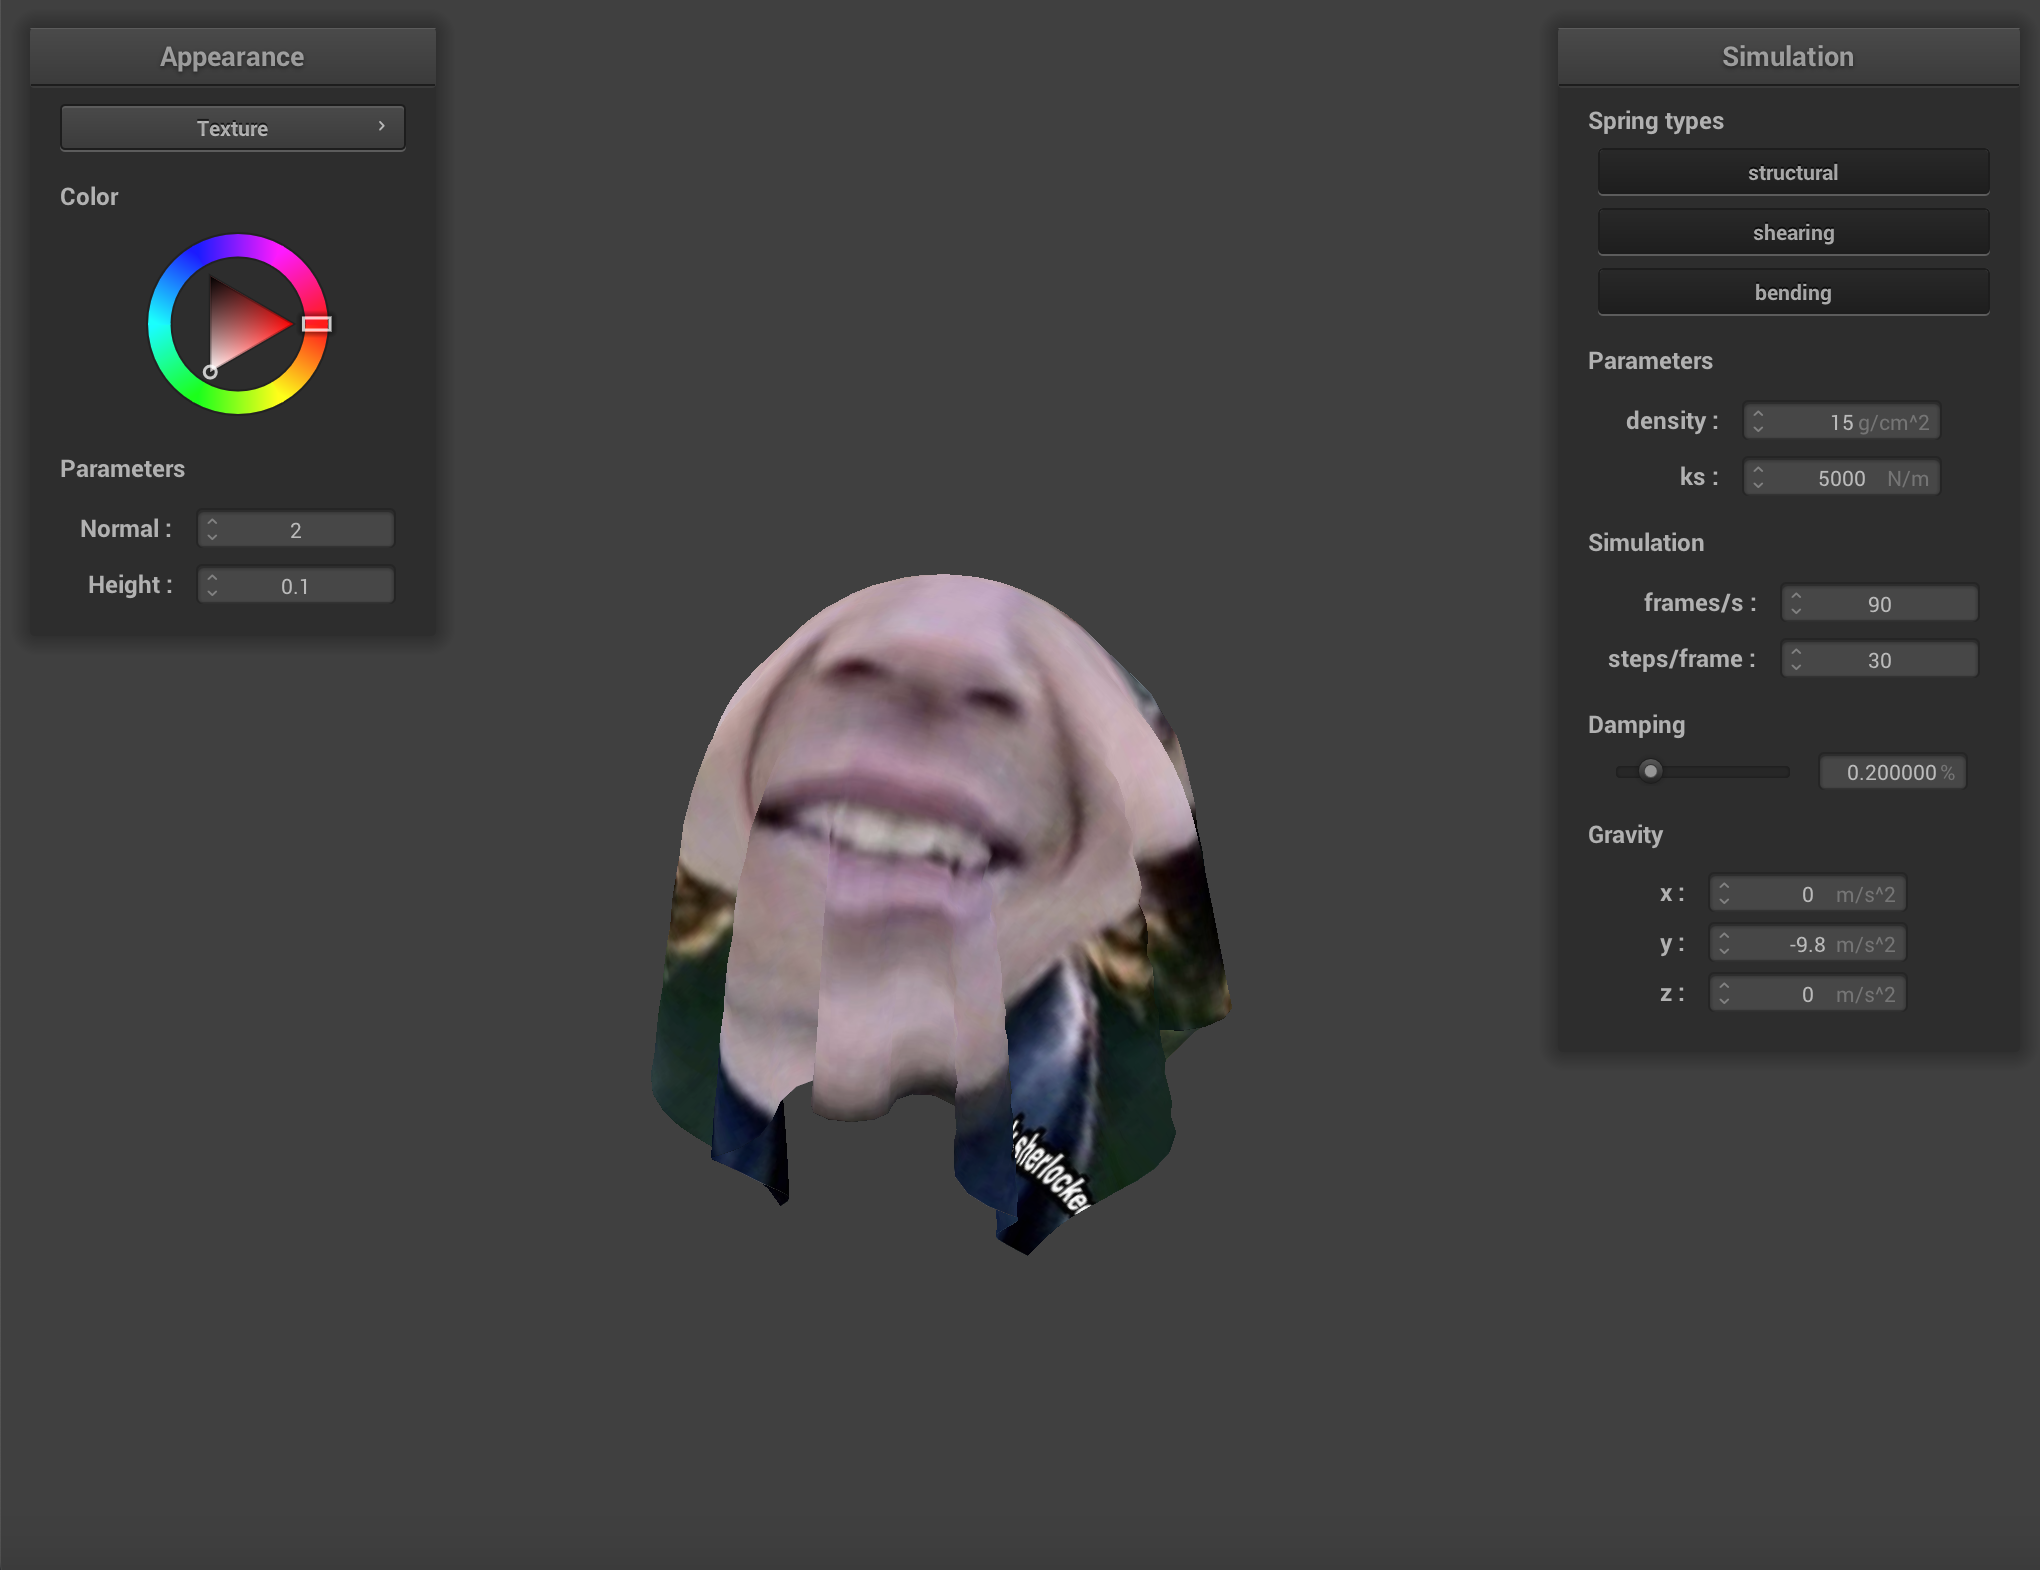 Appearance
Texture
Color
Parameters
Normal :
2
Height :
0.1
Simulation
Spring types
structural
shearing
bending
Parameters
density :
15 g/cm^2
ks :
5000 N/m
Simulation
frames/s :
90
steps/frame :
30
Damping
0.200000 %
Gravity
x :
0 m/s^2
y :
-9.8 m/s^2
z :
0 m/s^2